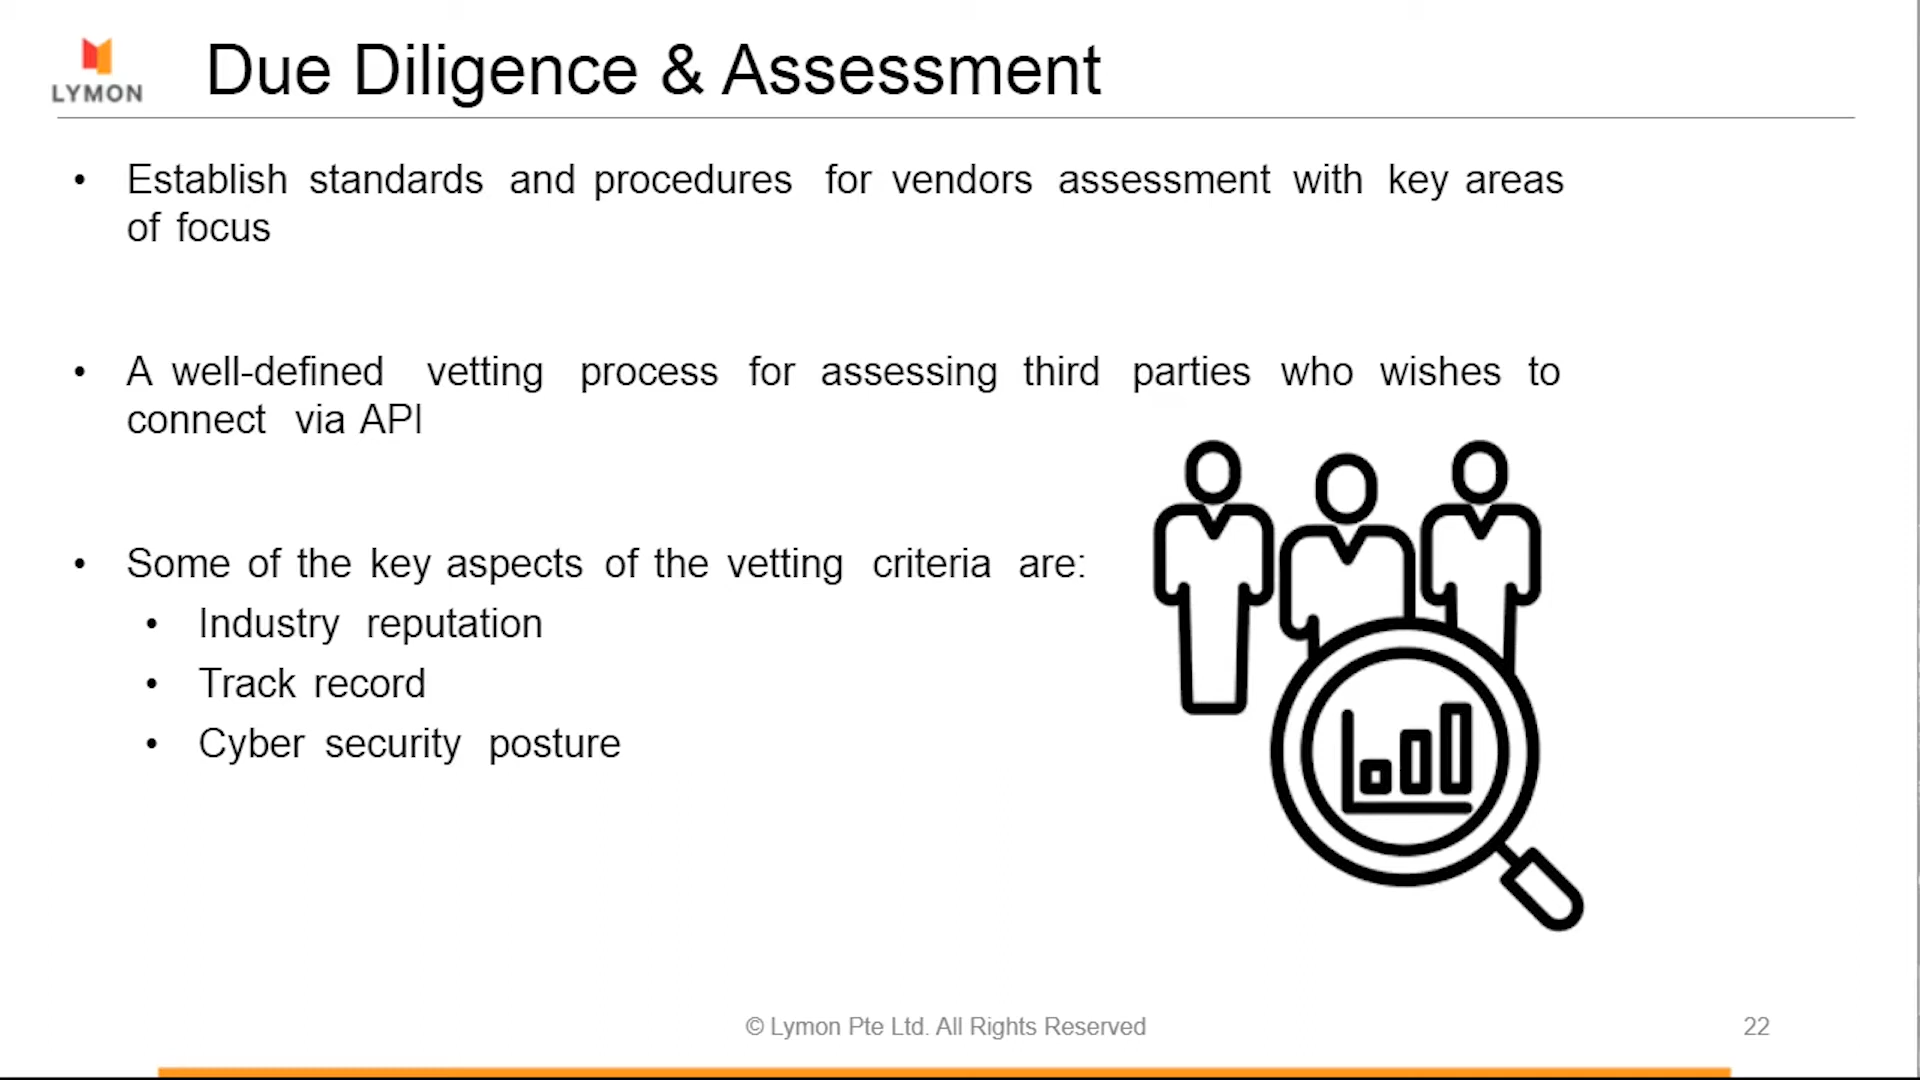 LYMON
Due Diligence & Assessment
• Establish standards and procedures for vendors assessment with key areas
of focus
• A well-defined vetting process for assessing third parties who wishes to
connect via API
• Some of the key aspects of the vetting criteria are:
• Industry reputation
• Track record
• Cyber security posture
© Lymon Pte Ltd. All Rights Reserved
22